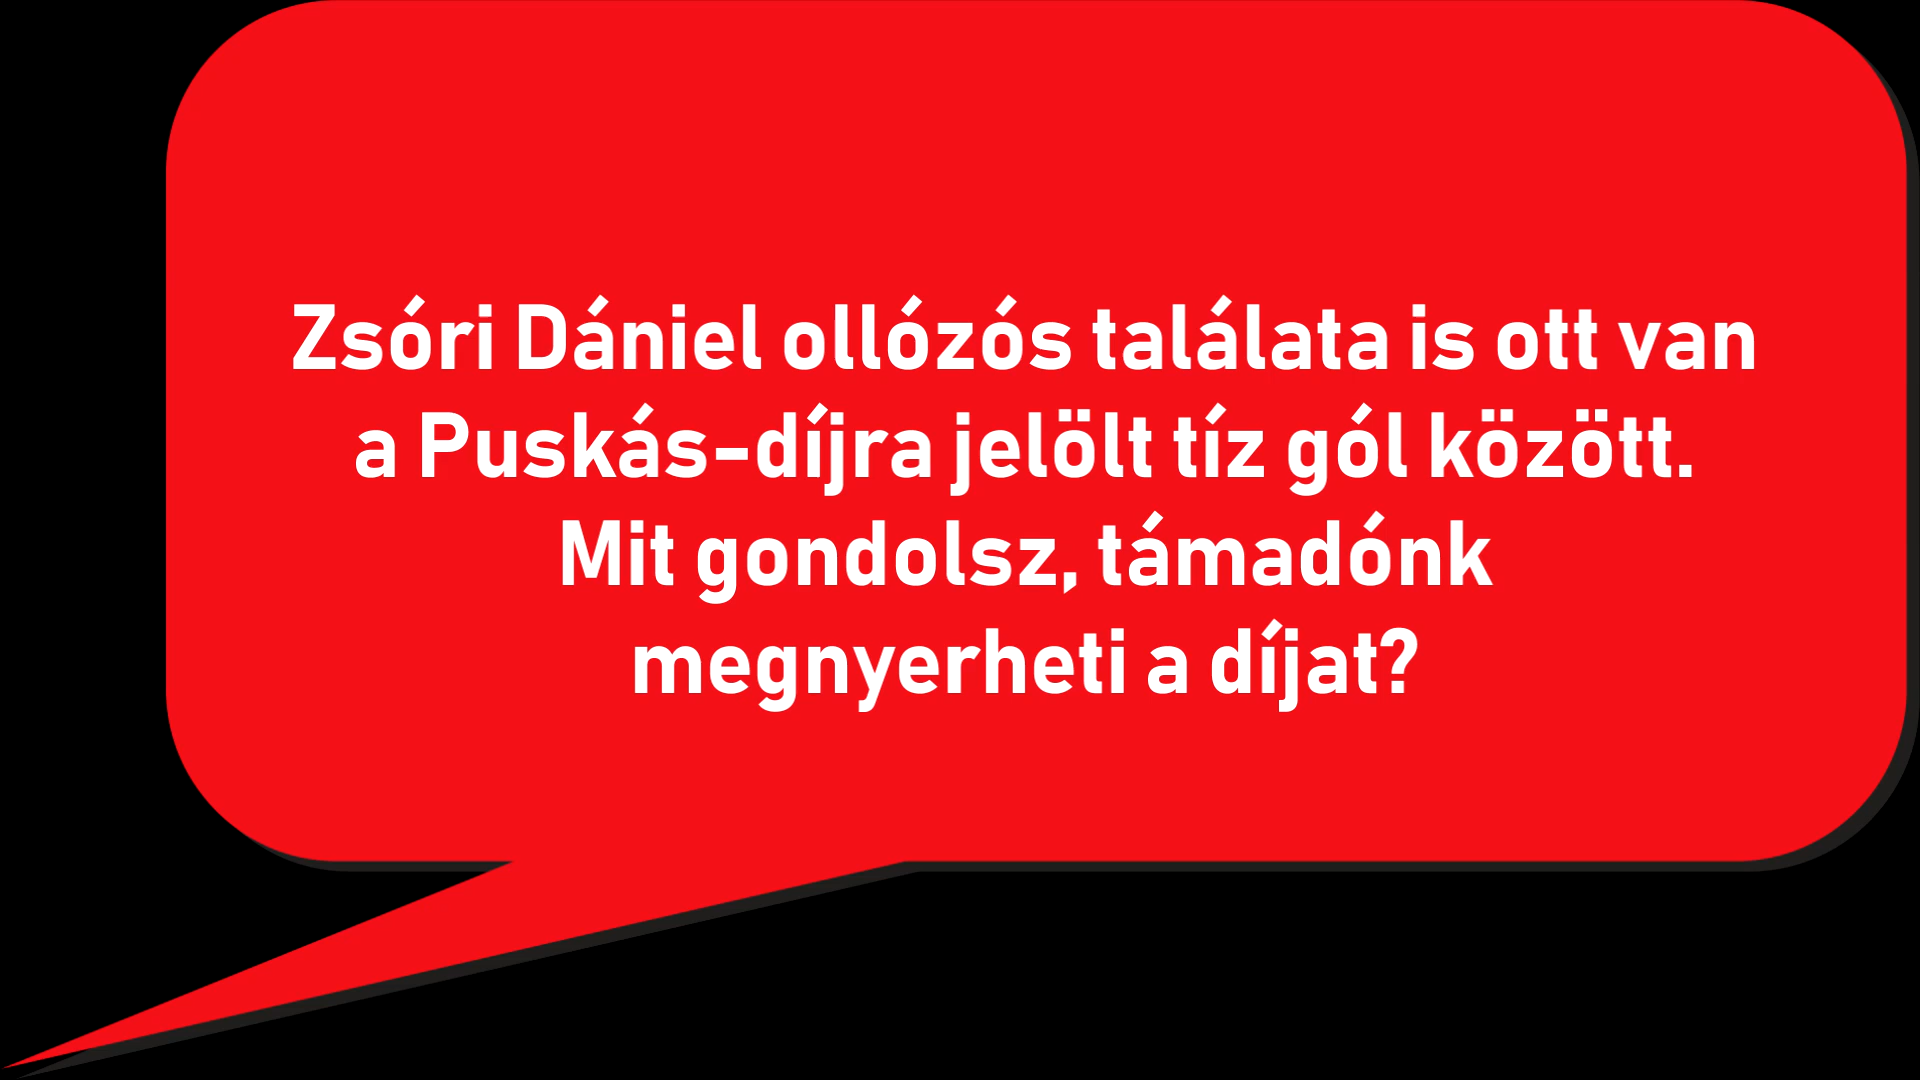 Zsóri Dániel ollózós találata is ott van
a Puskás-díjra jelölt tíz gól között.
Mit gondolsz, támadónk
megnyerheti a díjat?